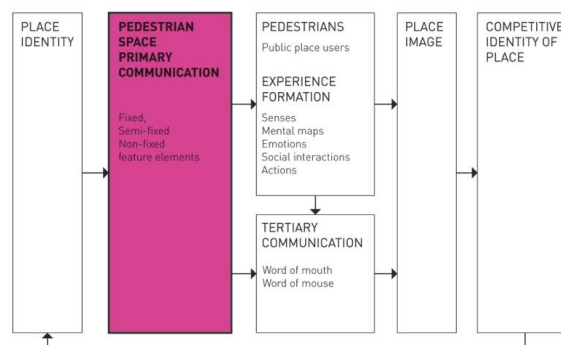 PLACE
IDENTITY
PEDESTRIAN
SPACE
PRIMARY
COMMUNICATION
Fixed,
Semi-fixed
Non-fixed
feature elements
PEDESTRIANS
Public place users
EXPERIENCE
FORMATION
Senses
Mental maps
Emotions
Social interactions
Actions
TERTIARY
COMMUNICATION
Word of mouth
Word of mouse
PLACE
IMAGE
COMPETITIVE
IDENTITY OF
PLACE